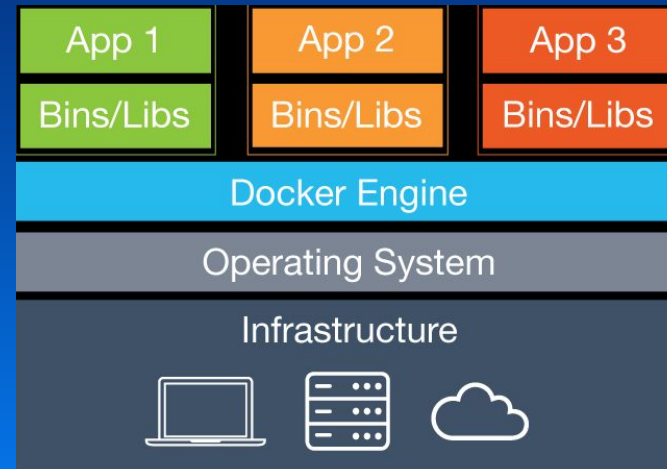 App 1
App 2
App 3
Bins/Libs
Bins/Libs
Bins/Libs
Docker Engine
Operating System
Infrastructure